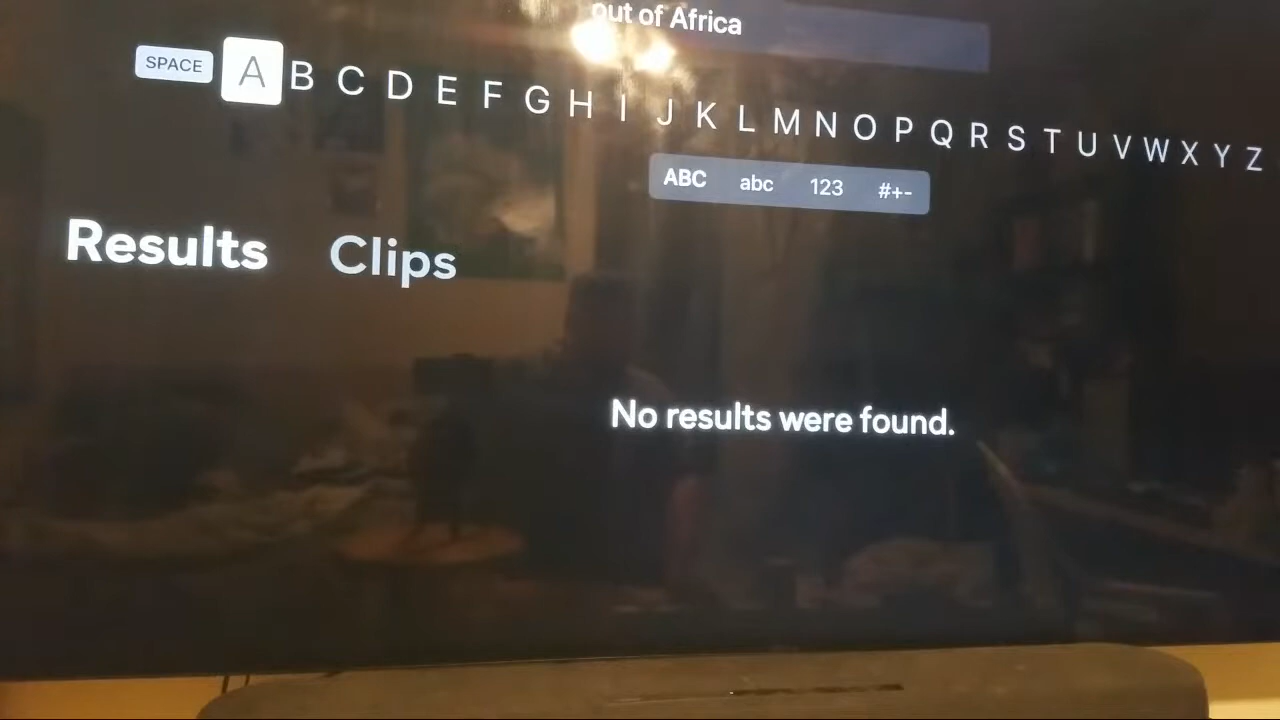 out of Africa
SPACE A B C D E F G H I J K L M N O P Q R S T U V W X Y Z
ABC abc 123 #+-
Results Clips
No results were found.